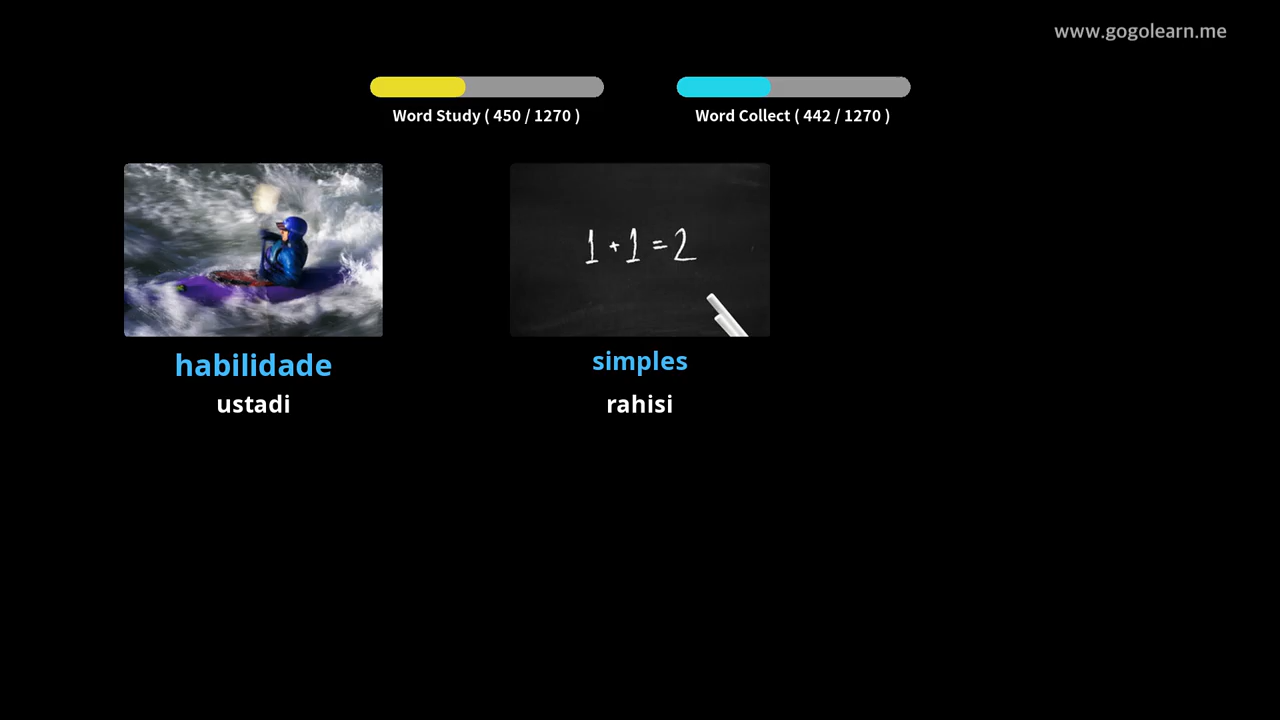 www.gogolearn.me
Word Study ( 450 / 1270 )
Word Collect ( 442 / 1270 )
1 + 1 = 2
habilidade
ustadi
simples
rahisi